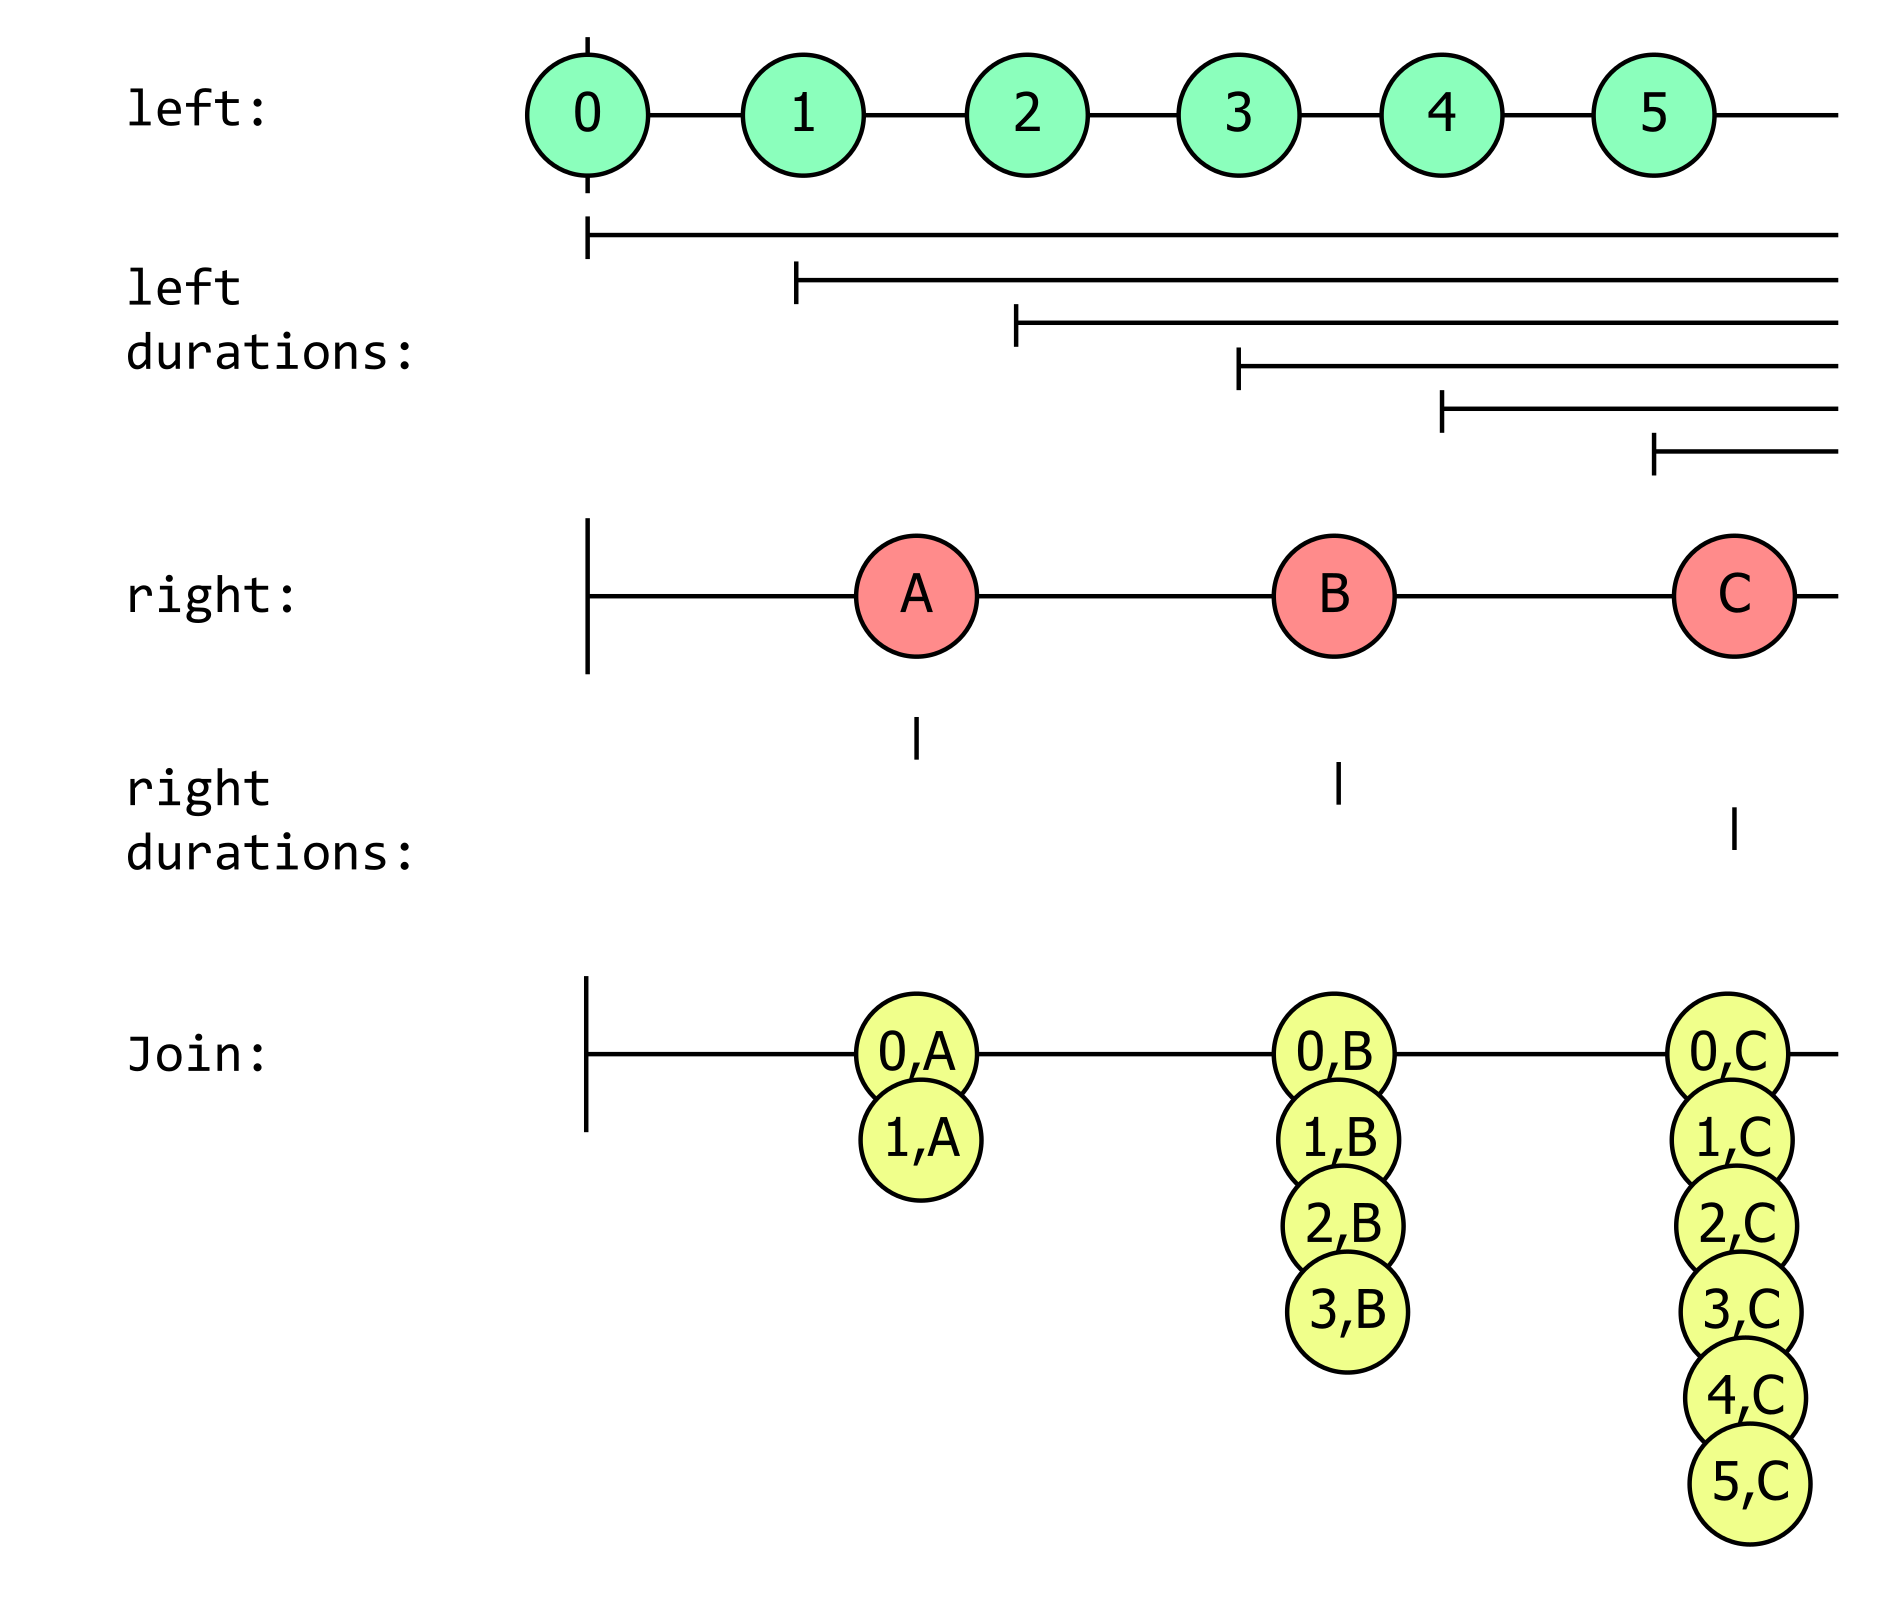 left:
0 1 2 3 4 5
left
durations:
right:
A B C
right
durations:
Join:
0,A 0,B 0,C
1,A 1,B 1,C
2,B 2,C
3,B 3,C
4,C
5,C